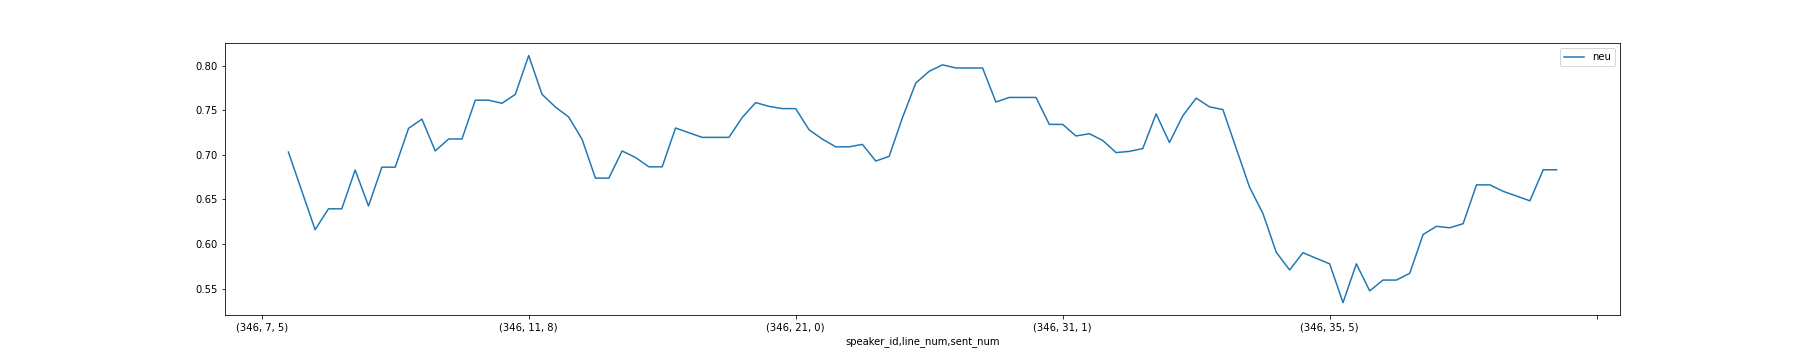 neu
0.80
0.75
0.70
0.65
0.60
0.55
(346, 7, 5) (346, 11, 8) (346, 21, 0) (346, 31, 1) (346, 35, 5)
speaker_id,line_num,sent_num